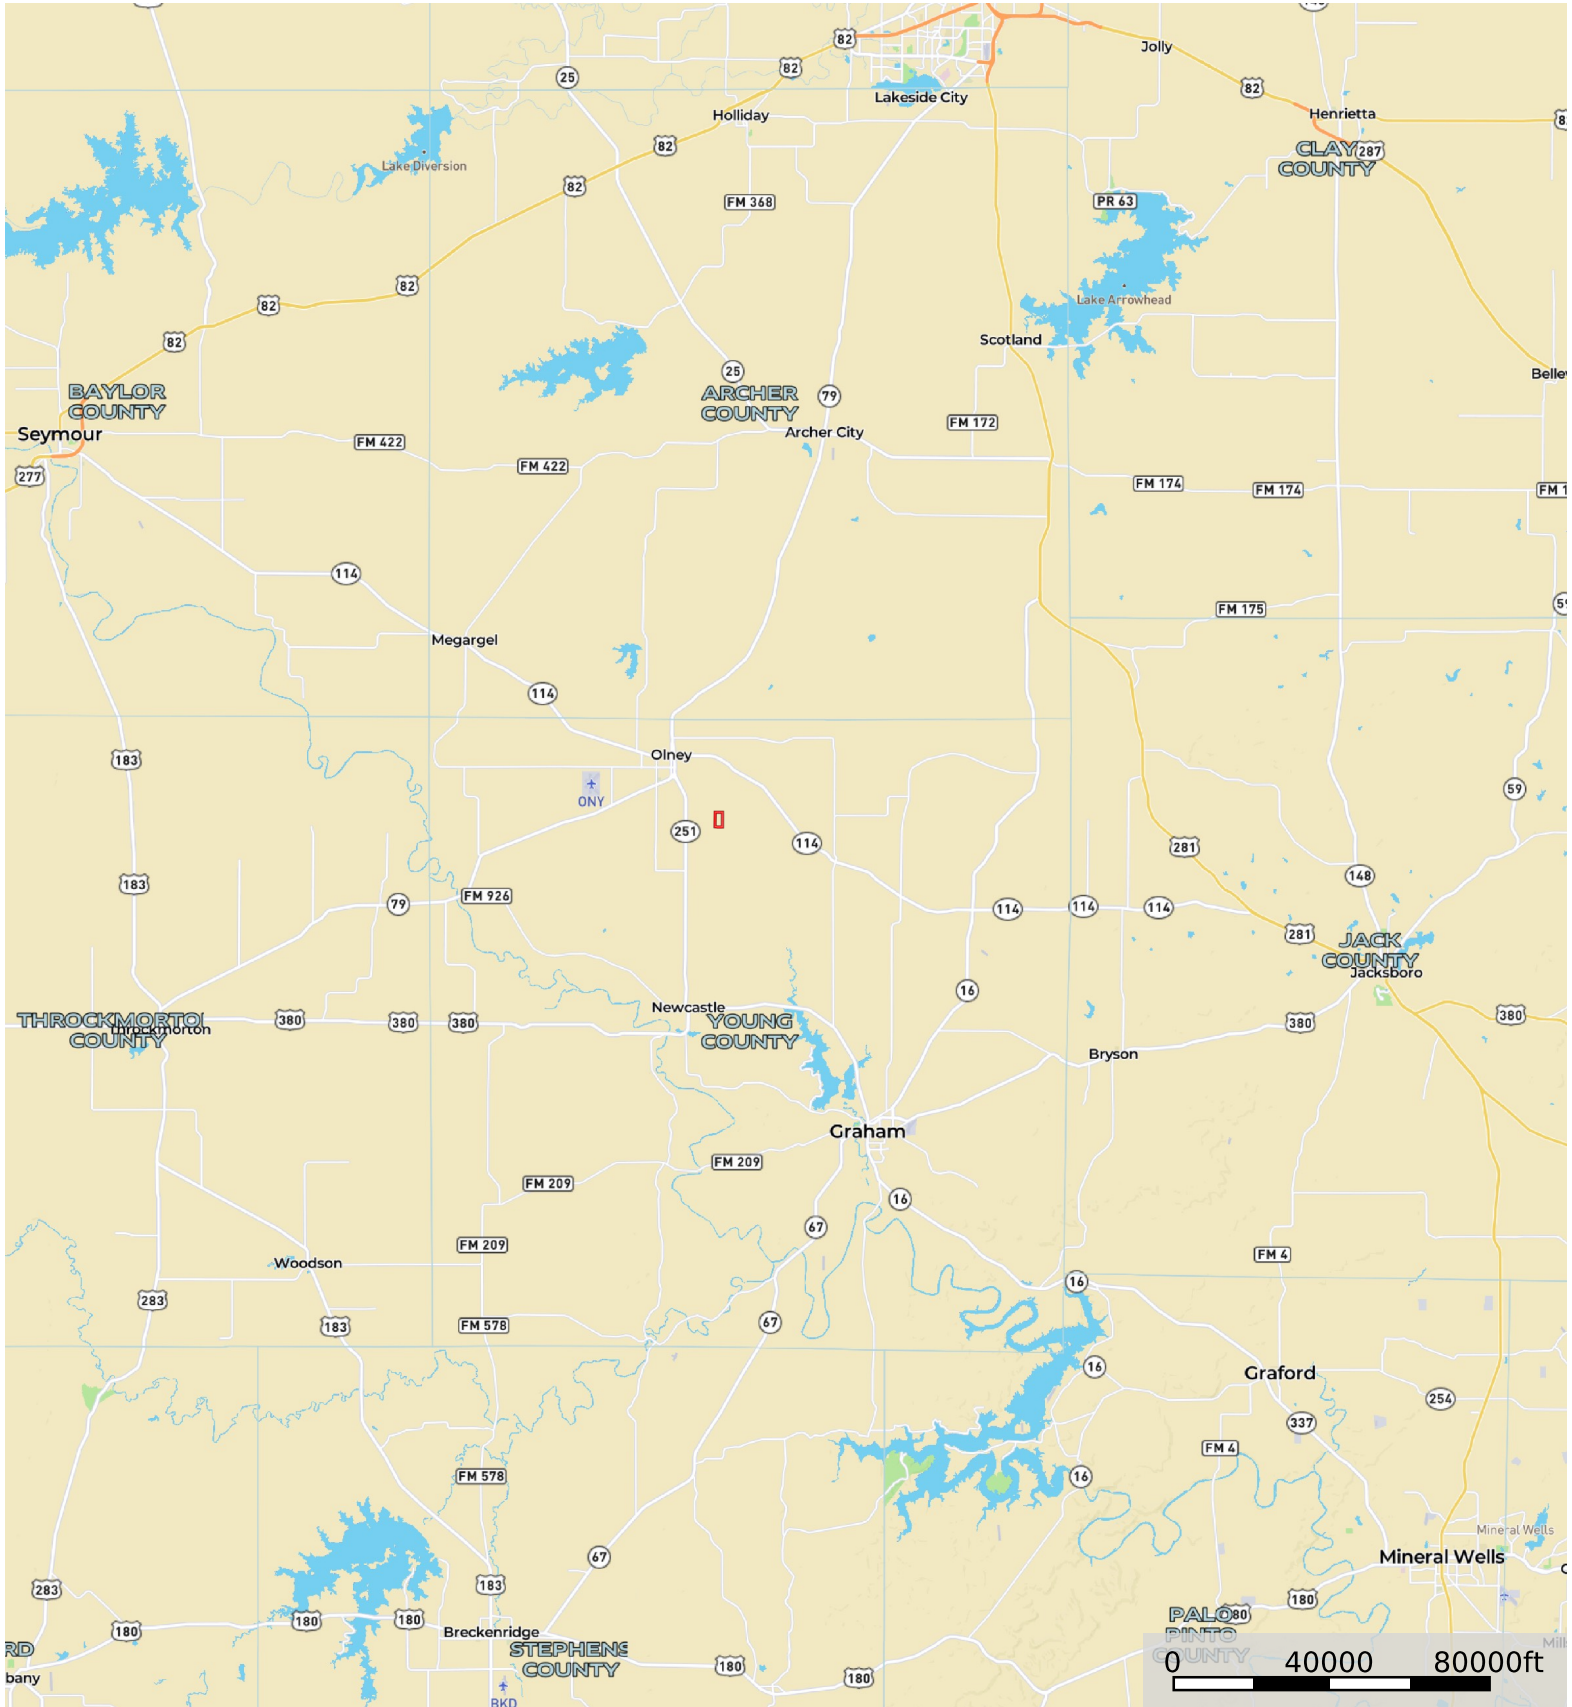 82
Jolly
25
82
82
Lakeside City
Holliday
Henrietta
82
CLAY
COUNTY
287
Lake Diversion
82
FM 368
PR 63
82
82
Lake Arrowhead
82
Scotland
25
BAYLOR
COUNTY
ARCHER
COUNTY
79
FM 172
Seymour
FM 422
Archer City
FM 422
277
FM 174
FM 174
114
FM 175
Megargel
114
183
Olney
ONY
251
114
59
281
183
148
79
FM 926
114
114
114
281
JACK
COUNTY
Jacksboro
16
Newcastle
THROCKMORTO
Throckmorton
COUNTY
380
380
380
YOUNG
COUNTY
380
380
Bryson
Graham
FM 209
FM 209
16
67
FM 209
FM 4
Woodson
16
283
183
FM 578
67
16
Graford
254
337
FM 4
FM 578
16
Mineral Wells
Mineral Wells
67
283
183
180
180
180
180
Breckenridge
STEPHENS
COUNTY
PALO
PINTO
COUNTY
RD
bany
180
180
BKD
0 40000 80000ft